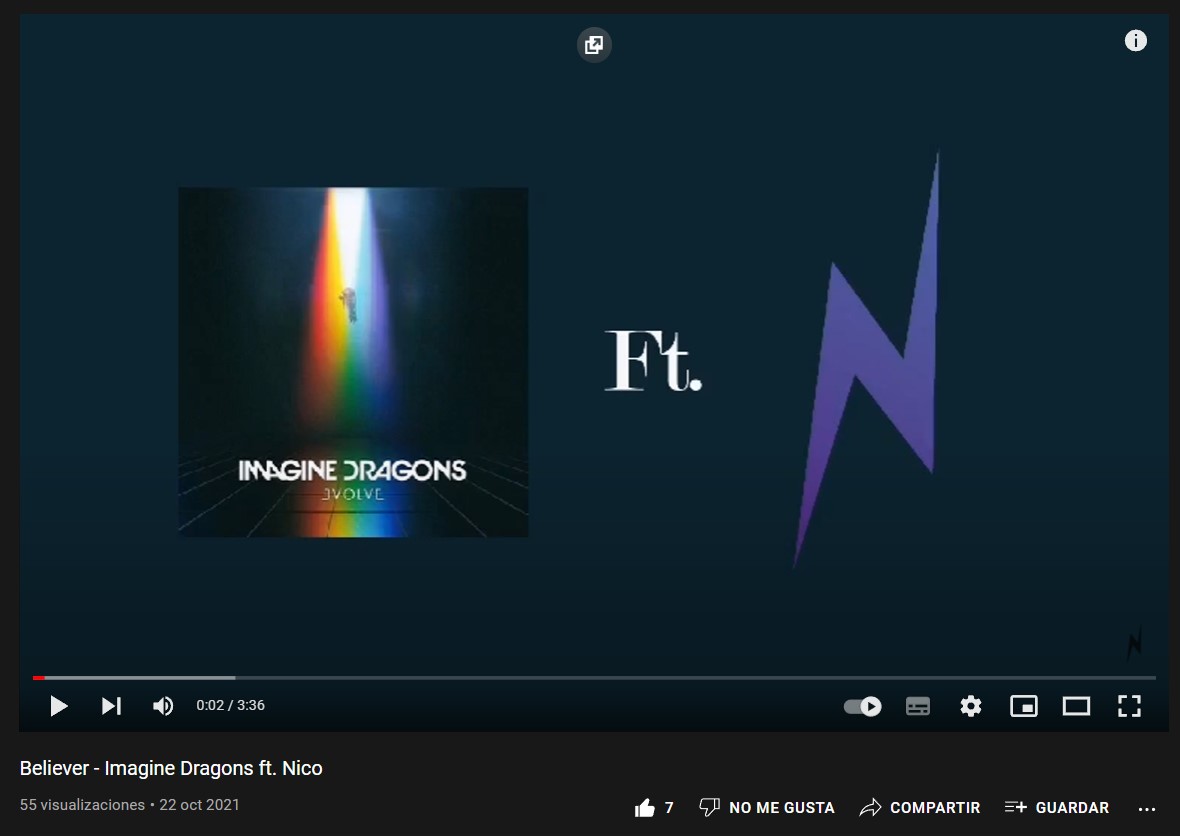 Ft.
IMAGINE DRAGONS
EVOLVE
0:02 / 3:36
Believer - Imagine Dragons ft. Nico
55 visualizaciones • 22 oct 2021
7 NO ME GUSTA COMPARTIR GUARDAR